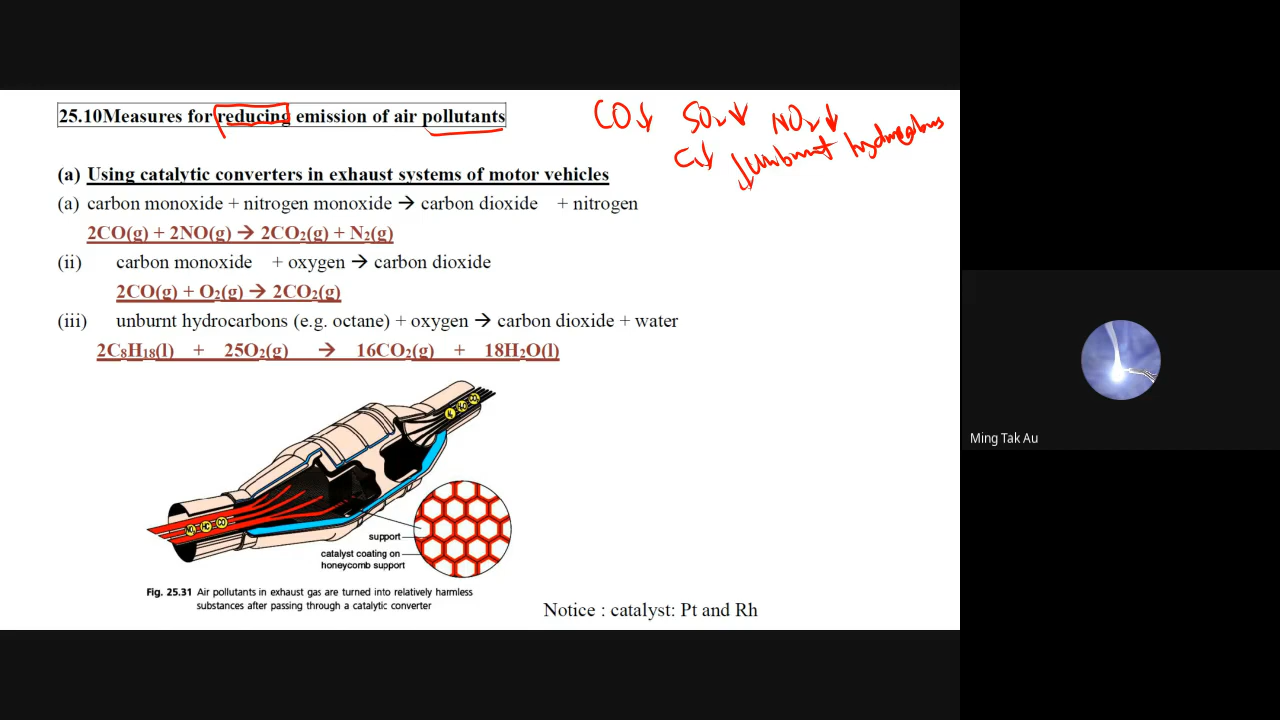 25.10Measures for reducing emission of air pollutants
CO↓ SO₂↓ NO₂↓
C↓ ↓unburnt hydrocarbons
(a) Using catalytic converters in exhaust systems of motor vehicles
(a) carbon monoxide + nitrogen monoxide → carbon dioxide + nitrogen
2CO(g) + 2NO(g) → 2CO₂(g) + N₂(g)
(ii) carbon monoxide + oxygen → carbon dioxide
2CO(g) + O₂(g) → 2CO₂(g)
(iii) unburnt hydrocarbons (e.g. octane) + oxygen → carbon dioxide + water
2C₈H₁₈(l) + 25O₂(g) → 16CO₂(g) + 18H₂O(l)
NO HC CO
support
catalyst coating on
honeycomb support
Fig. 25.31 Air pollutants in exhaust gas are turned into relatively harmless
substances after passing through a catalytic converter
Notice : catalyst: Pt and Rh
Ming Tak Au